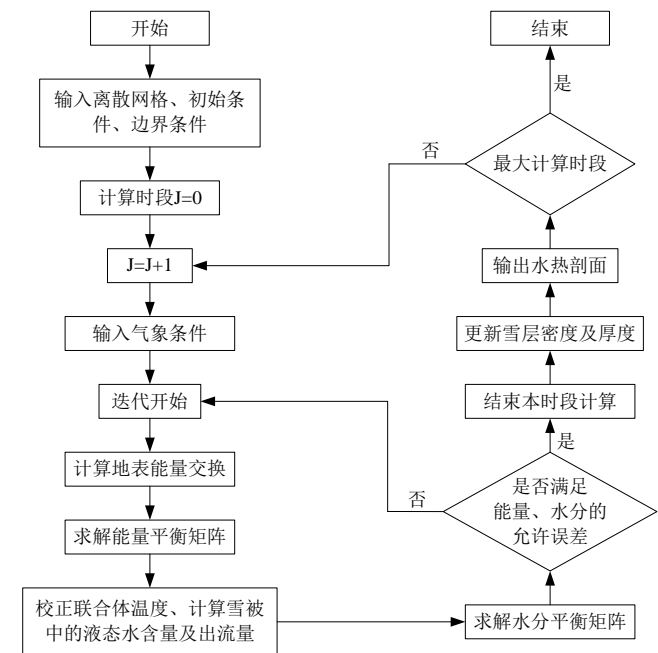 开始
输入离散网格、初始条
件、边界条件
计算时段J=0
J=J+1
输入气象条件
迭代开始
计算地表能量交换
求解能量平衡矩阵
校正联合体温度、计算雪被
中的液态水含量及出流量
求解水分平衡矩阵
是否满足
能量、水分的
允许误差
否
是
结束本时段计算
更新雪层密度及厚度
输出水热剖面
最大计算时段
否
是
结束